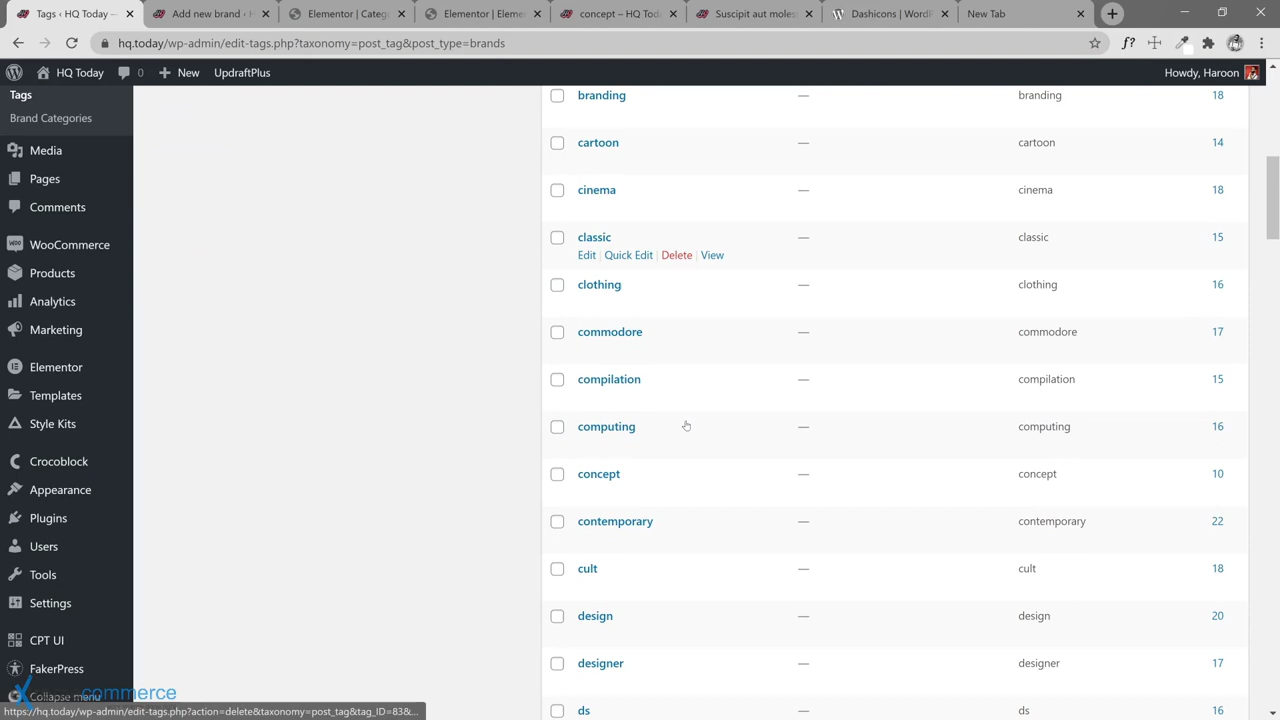 Tags ‹ HQ Today
Add new brand ‹ H
Elementor | Categ
Elementor | Eleme
concept – HQ Toda
Suscipit aut molest
Dashicons | WordP
New Tab
hq.today/wp-admin/edit-tags.php?taxonomy=post_tag&post_type=brands
HQ Today
0
New
UpdraftPlus
Howdy, Haroon
Tags
Brand Categories
Media
Pages
Comments
WooCommerce
Products
Analytics
Marketing
Elementor
Templates
Style Kits
Crocoblock
Appearance
Plugins
Users
Tools
Settings
CPT UI
FakerPress
Collapse menu
commerce
branding — branding 18
cartoon — cartoon 14
cinema — cinema 18
classic — classic 15
Edit | Quick Edit | Delete | View
clothing — clothing 16
commodore — commodore 17
compilation — compilation 15
computing — computing 16
concept — concept 10
contemporary — contemporary 22
cult — cult 18
design — design 20
designer — designer 17
ds — ds 16
https://hq.today/wp-admin/edit-tags.php?action=delete&taxonomy=post_tag&tag_ID=83&...